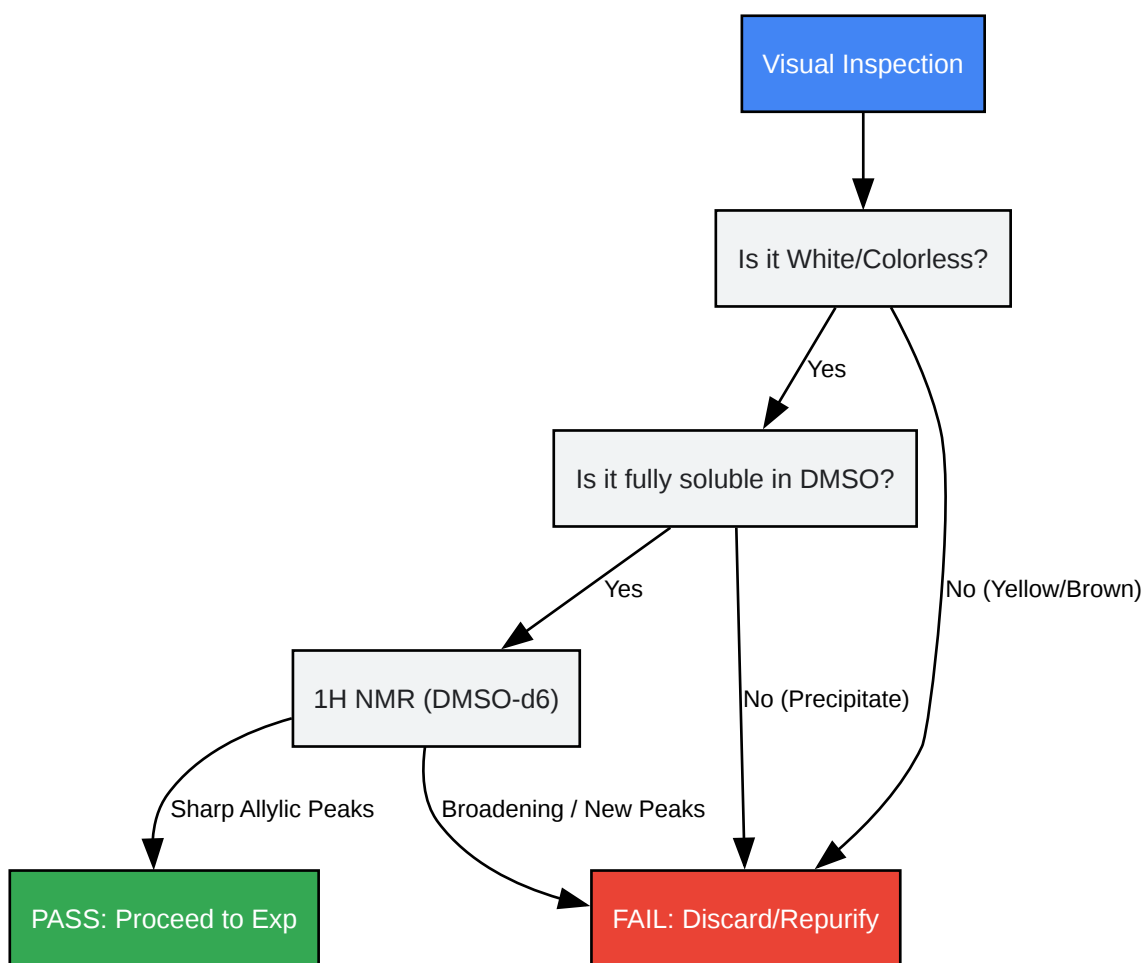 Visual Inspection
Is it White/Colorless?
Yes
Is it fully soluble in DMSO?
Yes
No (Yellow/Brown)
1H NMR (DMSO-d6)
No (Precipitate)
Sharp Allylic Peaks
Broadening / New Peaks
PASS: Proceed to Exp
FAIL: Discard/Repurify